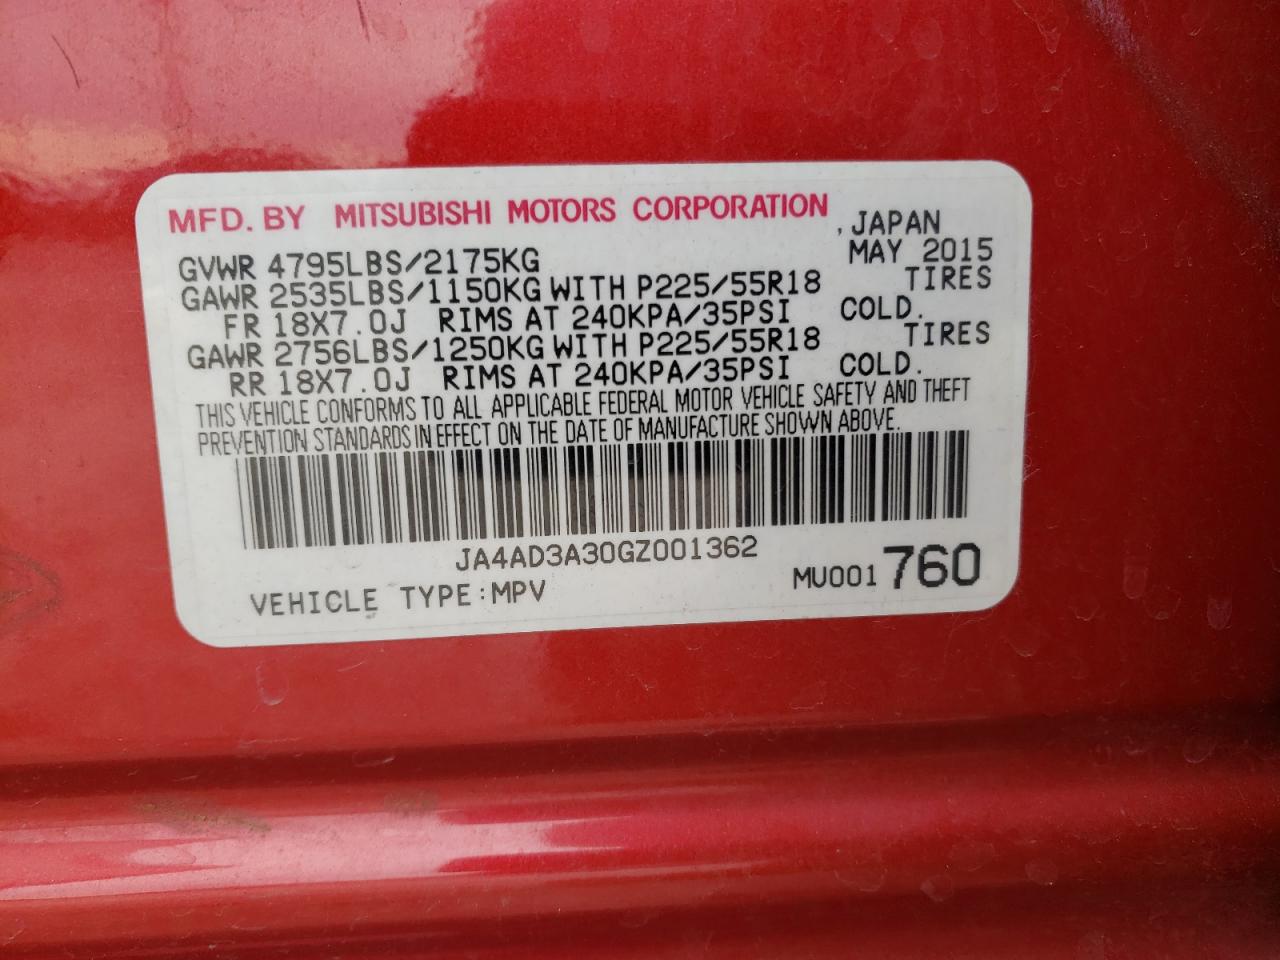 MFD. BY MITSUBISHI MOTORS CORPORATION , JAPAN
GVWR 4795LBS/2175KG MAY 2015
GAWR 2535LBS/1150KG WITH P225/55R18 TIRES
FR 18X7.0J RIMS AT 240KPA/35PSI COLD.
GAWR 2756LBS/1250KG WITH P225/55R18 TIRES
RR 18X7.0J RIMS AT 240KPA/35PSI COLD.
THIS VEHICLE CONFORMS TO ALL APPLICABLE FEDERAL MOTOR VEHICLE SAFETY AND THEFT
PREVENTION STANDARDS IN EFFECT ON THE DATE OF MANUFACTURE SHOWN ABOVE.
JA4AD3A30GZ001362
VEHICLE TYPE:MPV MU001760